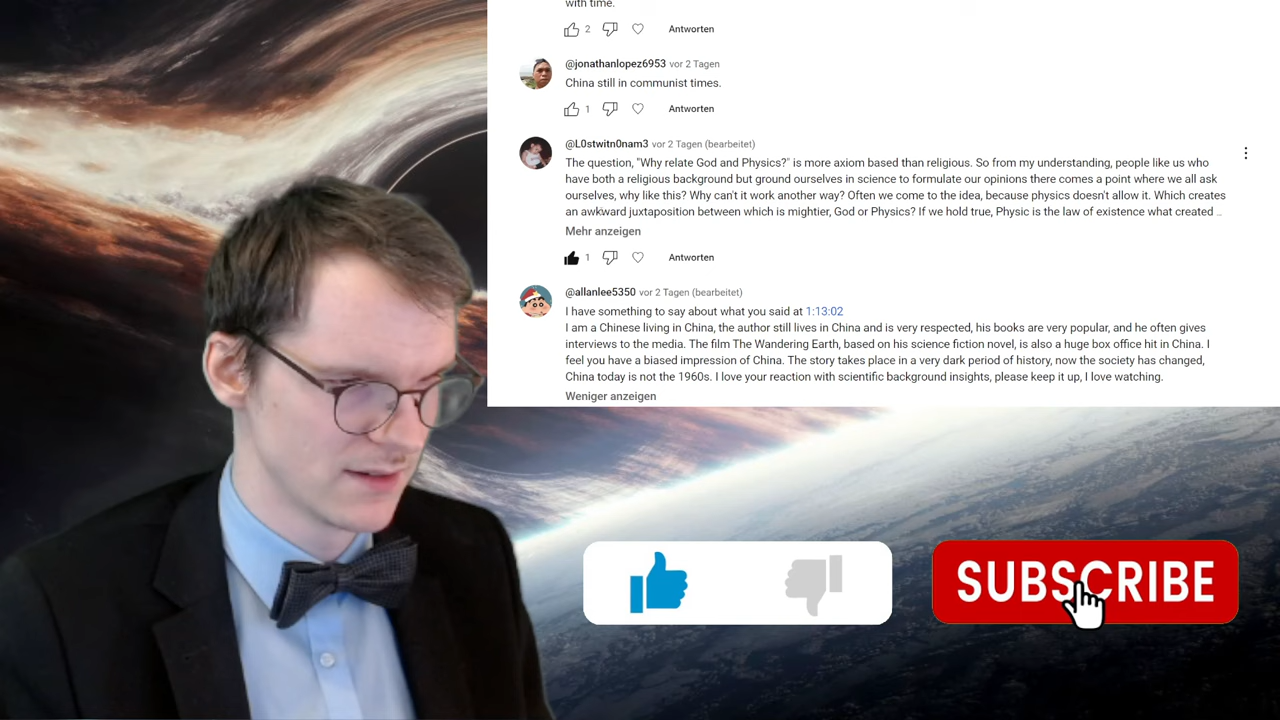 with time.
2 Antworten
@jonathanlopez6953 vor 2 Tagen
China still in communist times.
1 Antworten
@L0stwitn0nam3 vor 2 Tagen (bearbeitet)
The question, "Why relate God and Physics?" is more axiom based than religious. So from my understanding, people like us who
have both a religious background but ground ourselves in science to formulate our opinions there comes a point where we all ask
ourselves, why like this? Why can't it work another way? Often we come to the idea, because physics doesn't allow it. Which creates
an awkward juxtaposition between which is mightier, God or Physics? If we hold true, Physic is the law of existence what created ..
Mehr anzeigen
1 Antworten
@allanlee5350 vor 2 Tagen (bearbeitet)
I have something to say about what you said at 1:13:02
I am a Chinese living in China, the author still lives in China and is very respected, his books are very popular, and he often gives
interviews to the media. The film The Wandering Earth, based on his science fiction novel, is also a huge box office hit in China. I
feel you have a biased impression of China. The story takes place in a very dark period of history, now the society has changed,
China today is not the 1960s. I love your reaction with scientific background insights, please keep it up, I love watching.
Weniger anzeigen
SUBSCRIBE